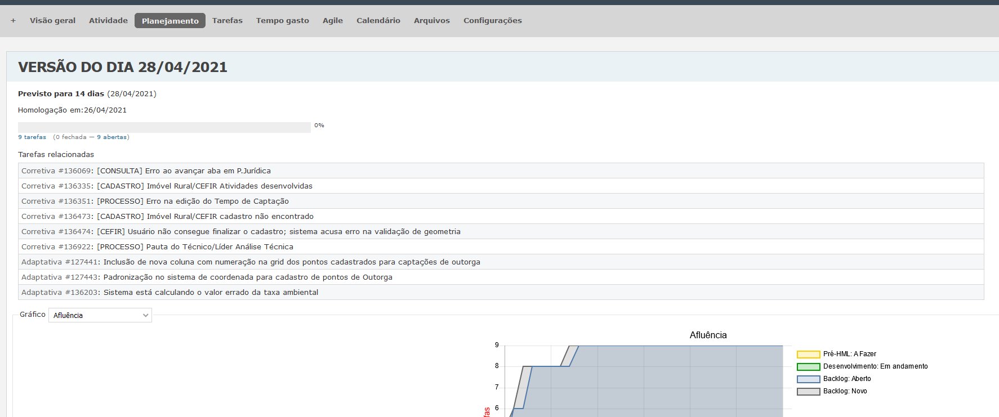 + Visão geral Atividade Planejamento Tarefas Tempo gasto Agile Calendário Arquivos Configurações
VERSÃO DO DIA 28/04/2021
Previsto para 14 dias (28/04/2021)
Homologação em:26/04/2021
0%
9 tarefas (0 fechada — 9 abertas)
Tarefas relacionadas
Corretiva #136069: [CONSULTA] Erro ao avançar aba em P.Jurídica
Corretiva #136335: [CADASTRO] Imóvel Rural/CEFIR Atividades desenvolvidas
Corretiva #136351: [PROCESSO] Erro na edição do Tempo de Captação
Corretiva #136473: [CADASTRO] Imóvel Rural/CEFIR cadastro não encontrado
Corretiva #136474: [CEFIR] Usuário não consegue finalizar o cadastro; sistema acusa erro na validação de geometria
Corretiva #136922: [PROCESSO] Pauta do Técnico/Líder Análise Técnica
Adaptativa #127441: Inclusão de nova coluna com numeração na grid dos pontos cadastrados para captações de outorga
Adaptativa #127443: Padronização no sistema de coordenada para cadastro de pontos de Outorga
Adaptativa #136203: Sistema está calculando o valor errado da taxa ambiental
Gráfico Afluência
Afluência
9
8
7
6
Pré-HML: A Fazer
Desenvolvimento: Em andamento
Backlog: Aberto
Backlog: Novo